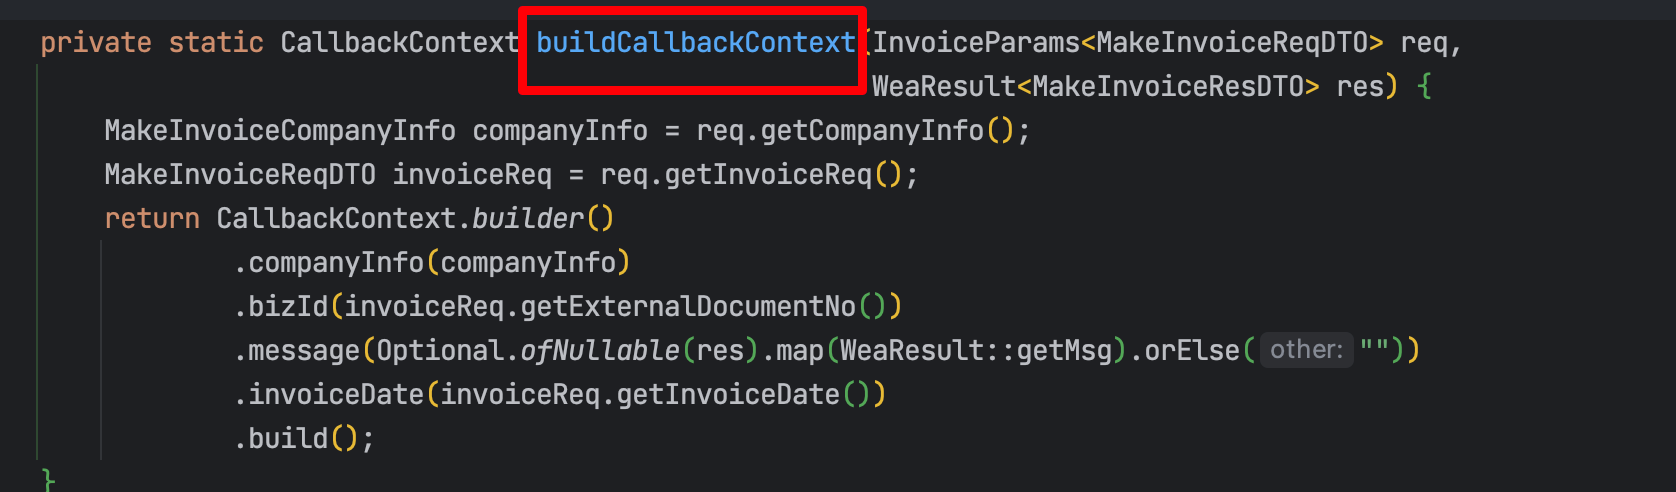 private static CallbackContext buildCallbackContext(InvoiceParams<MakeInvoiceReqDTO> req,
WeaResult<MakeInvoiceResDTO> res) {
MakeInvoiceCompanyInfo companyInfo = req.getCompanyInfo();
MakeInvoiceReqDTO invoiceReq = req.getInvoiceReq();
return CallbackContext.builder()
.companyInfo(companyInfo)
.bizId(invoiceReq.getExternalDocumentNo())
.message(Optional.ofNullable(res).map(WeaResult::getMsg).orElse( other: ""))
.invoiceDate(invoiceReq.getInvoiceDate())
.build();
}